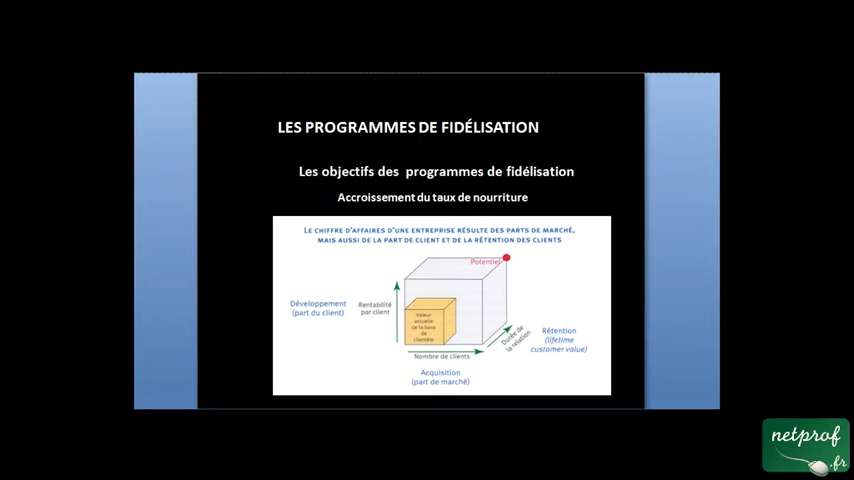 LES PROGRAMMES DE FIDÉLISATION
Les objectifs des programmes de fidélisation
Accroissement du taux de nourriture
LE CHIFFRE D'AFFAIRES D'UNE ENTREPRISE RÉSULTE DES PARTS DE MARCHÉ,
MAIS AUSSI DE LA PART DE CLIENT ET DE LA RÉTENTION DES CLIENTS
Potentiel
Développement
(part du client)
Rentabilité
par client
Valeur
actuelle
de la base
de
clientèle
Durée de
la relation
Rétention
(lifetime
customer value)
Nombre de clients
Acquisition
(part de marché)
netprof
.fr